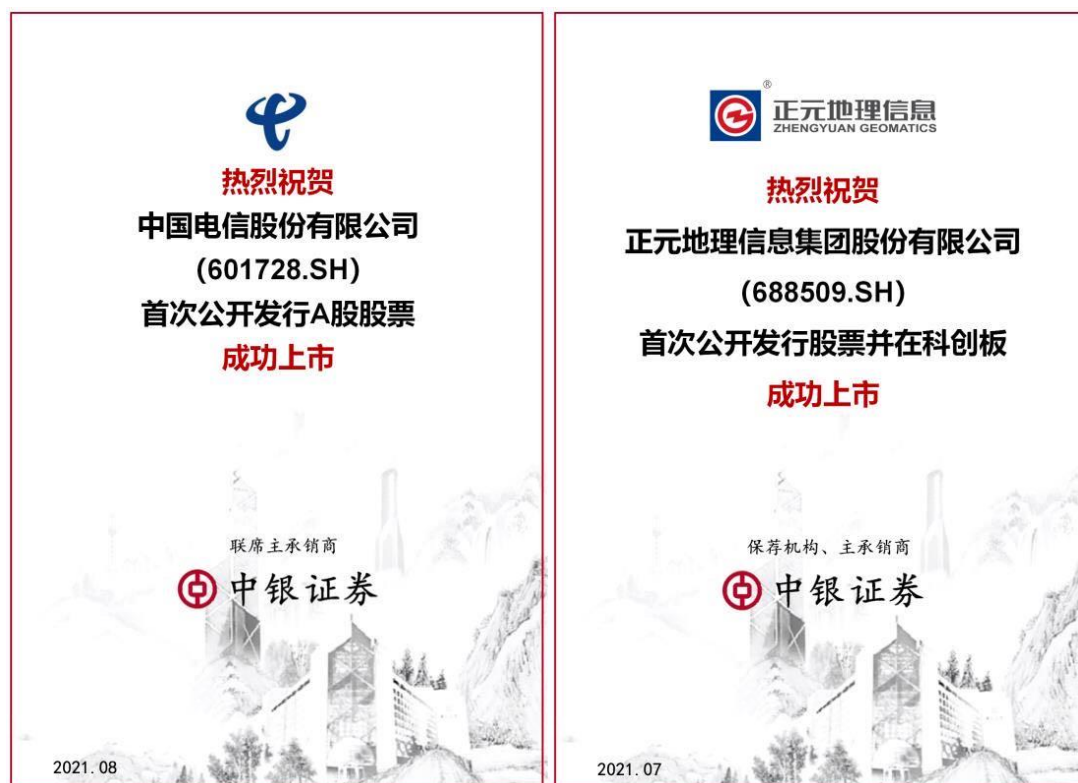 热烈祝贺
中国电信股份有限公司
(601728.SH)
首次公开发行A股股票
成功上市
联席主承销商
中银证券
2021.08
®
正元地理信息
ZHENGYUAN GEOMATICS
热烈祝贺
正元地理信息集团股份有限公司
(688509.SH)
首次公开发行股票并在科创板
成功上市
保荐机构、主承销商
中银证券
2021.07